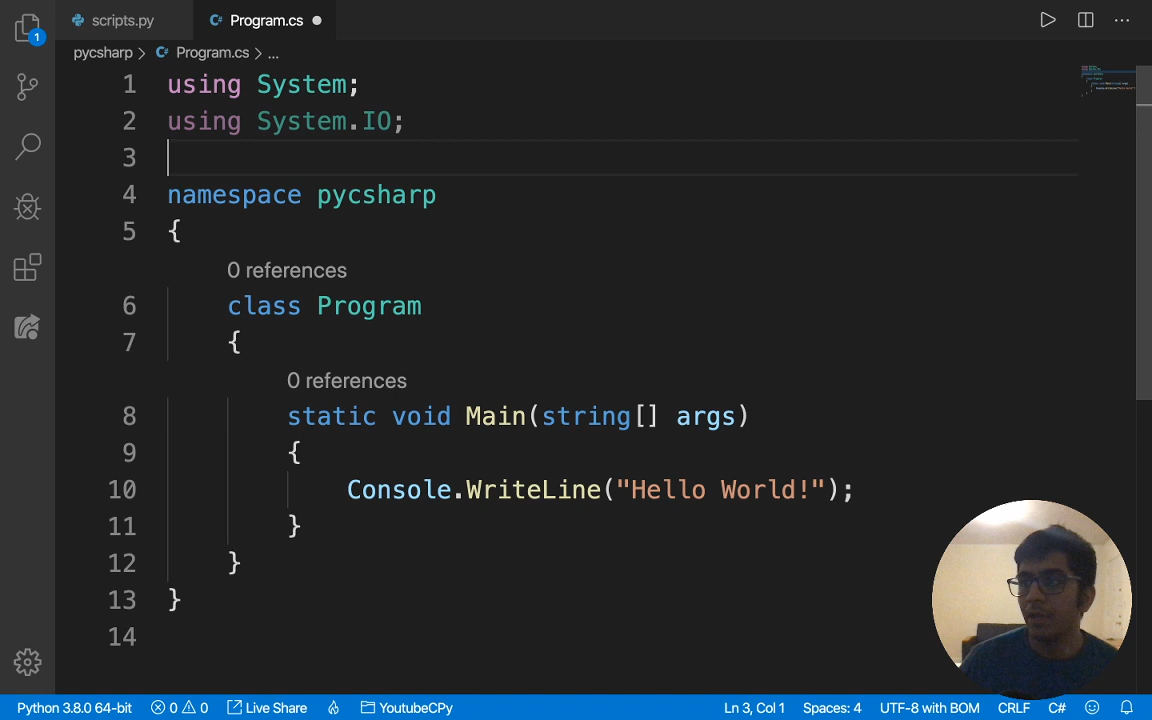 scripts.py
Program.cs
1
pycsharp > Program.cs > ...
1 using System;
2 using System.IO;
3
4 namespace pycsharp
5 {
0 references
6 class Program
7 {
0 references
8 static void Main(string[] args)
9 {
10 Console.WriteLine("Hello World!");
11 }
12 }
13 }
14
Python 3.8.0 64-bit 0 0 Live Share YoutubeCPy Ln 3, Col 1 Spaces: 4 UTF-8 with BOM CRLF C#